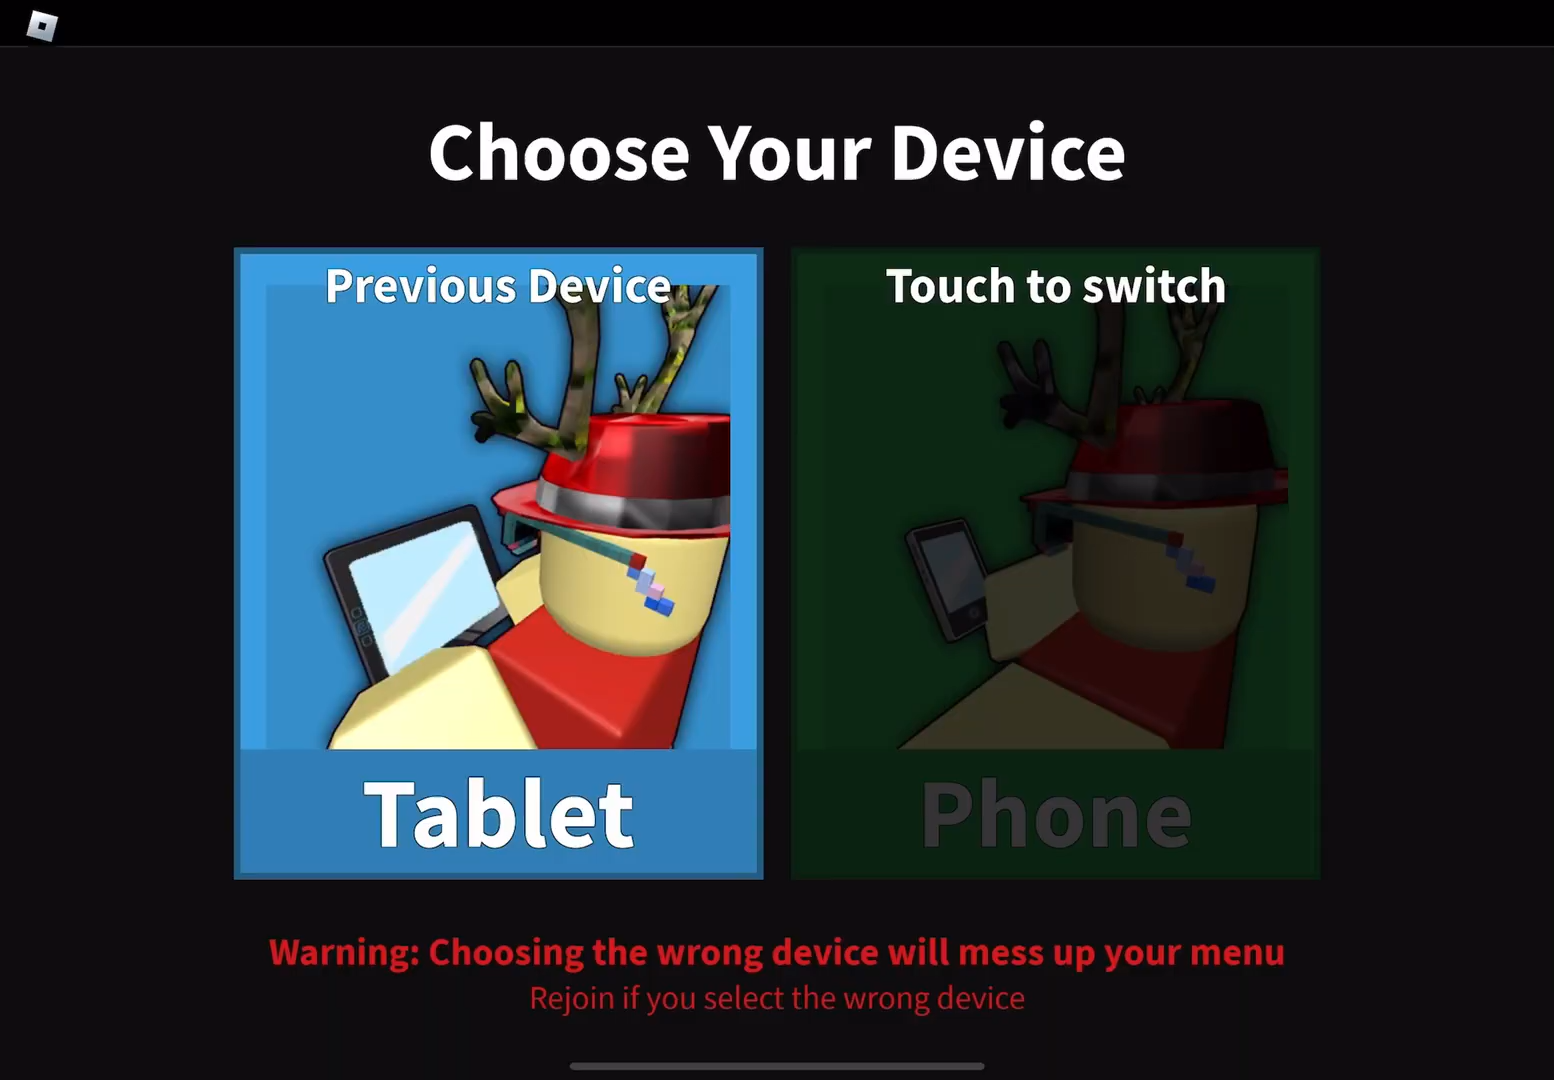 Choose Your Device
Previous Device
Tablet
Touch to switch
Phone
Warning: Choosing the wrong device will mess up your menu
Rejoin if you select the wrong device